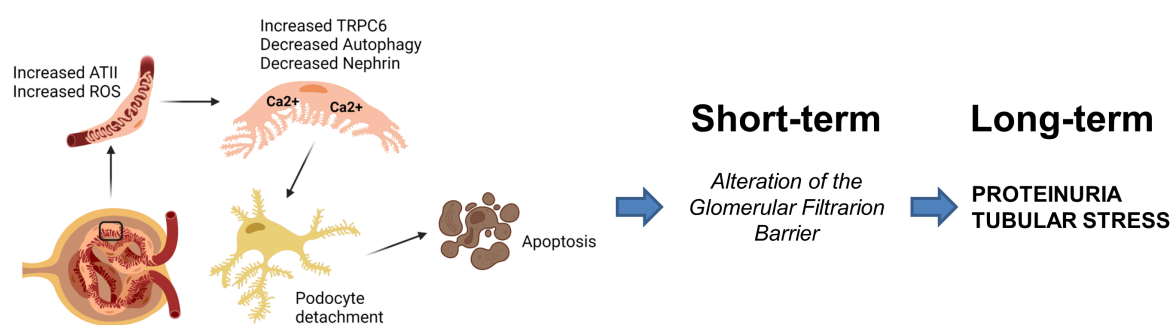 Increased ATII
Increased ROS
Increased TRPC6
Decreased Autophagy
Decreased Nephrin
Ca2+
Ca2+
Podocyte
detachment
Apoptosis
Short-term
Alteration of the
Glomerular Filtrarion
Barrier
Long-term
PROTEINURIA
TUBULAR STRESS